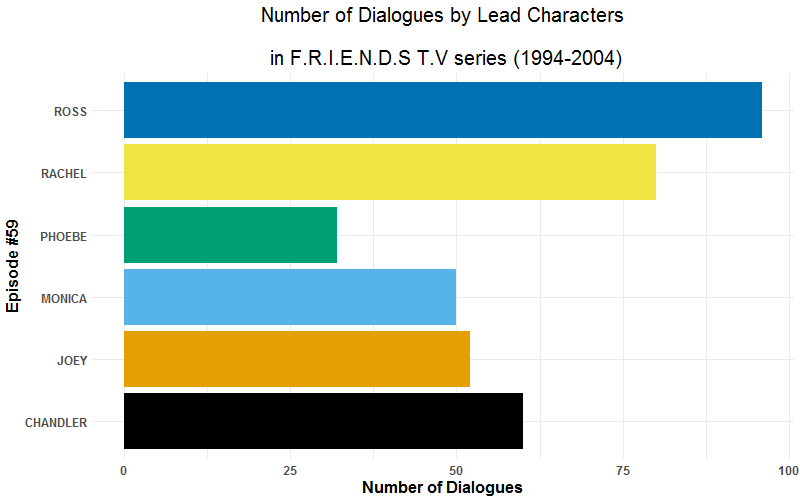 Number of Dialogues by Lead Characters
in F.R.I.E.N.D.S T.V series (1994-2004)
Episode #59
ROSS
RACHEL
PHOEBE
MONICA
JOEY
CHANDLER
0 25 50 75 100
Number of Dialogues